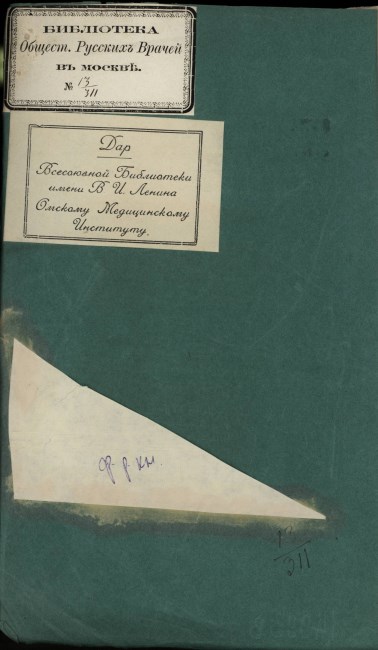 БИБЛІОТЕКА
Общест. Русскихъ Врачей
ВЪ МОСКВѢ.
№ 13/311
Дар
Всесоюзной Библиотеки
имени В. И. Ленина
Омскому Медицинскому
Институту.
Ф. р. кн.
1 /311